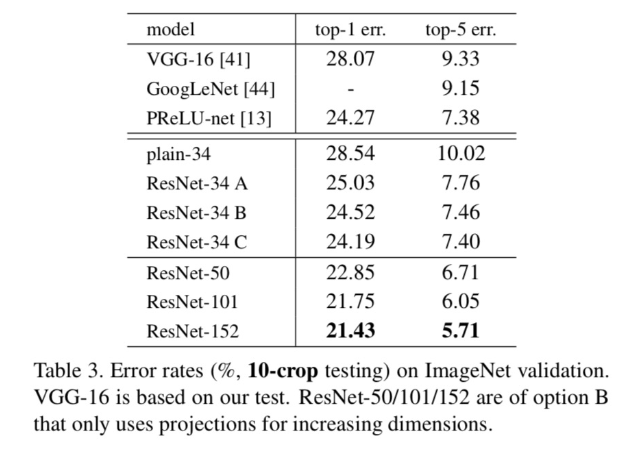 model top-1 err. top-5 err.
VGG-16 [41] 28.07 9.33
GoogLeNet [44] - 9.15
PReLU-net [13] 24.27 7.38
plain-34 28.54 10.02
ResNet-34 A 25.03 7.76
ResNet-34 B 24.52 7.46
ResNet-34 C 24.19 7.40
ResNet-50 22.85 6.71
ResNet-101 21.75 6.05
ResNet-152 21.43 5.71
Table 3. Error rates (%, 10-crop testing) on ImageNet validation.
VGG-16 is based on our test. ResNet-50/101/152 are of option B
that only uses projections for increasing dimensions.